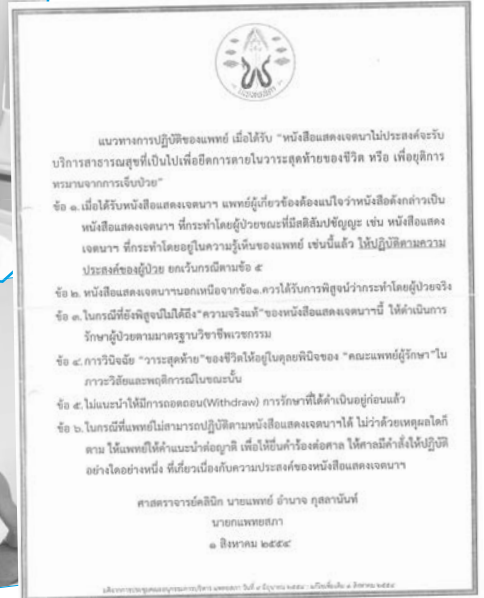 แพทยสภา
แนวทางการปฏิบัติของแพทย์ เมื่อได้รับ "หนังสือแสดงเจตนาไม่ประสงค์จะรับ
บริการสาธารณสุขที่เป็นไปเพื่อยืดการตายในวาระสุดท้ายของชีวิต หรือ เพื่อยุติการ
ทรมานจากการเจ็บป่วย"
ข้อ ๑. เมื่อได้รับหนังสือแสดงเจตนาฯ แพทย์ผู้เกี่ยวข้องต้องแน่ใจว่าหนังสือดังกล่าวเป็น
หนังสือแสดงเจตนาฯ ที่กระทำโดยผู้ป่วยขณะที่มีสติสัมปชัญญะ เช่น หนังสือแสดง
เจตนาฯ ที่กระทำโดยอยู่ในความรู้เห็นของแพทย์ เช่นนี้แล้ว ให้ปฏิบัติตามความ
ประสงค์ของผู้ป่วย ยกเว้นกรณีตามข้อ ๕
ข้อ ๒. หนังสือแสดงเจตนาฯนอกเหนือจากข้อ๑.ควรได้รับการพิสูจน์ว่ากระทำโดยผู้ป่วยจริง
ข้อ ๓. ในกรณีที่ยังพิสูจน์ไม่ได้ถึง"ความจริงแท้"ของหนังสือแสดงเจตนาฯนี้ ให้ดำเนินการ
รักษาผู้ป่วยตามมาตรฐานวิชาชีพเวชกรรม
ข้อ ๔. การวินิจฉัย "วาระสุดท้าย"ของชีวิตให้อยู่ในดุลยพินิจของ "คณะแพทย์ผู้รักษา"ใน
ภาวะวิสัยและพฤติการณ์ในขณะนั้น
ข้อ ๕. ไม่แนะนำให้มีการถอดถอน(Withdraw) การรักษาที่ได้ดำเนินอยู่ก่อนแล้ว
ข้อ ๖. ในกรณีที่แพทย์ไม่สามารถปฏิบัติตามหนังสือแสดงเจตนาฯได้ ไม่ว่าด้วยเหตุผลใดก็
ตาม ให้แพทย์ให้คำแนะนำต่อญาติ เพื่อให้ยื่นคำร้องต่อศาล ให้ศาลมีคำสั่งให้ปฏิบัติ
อย่างใดอย่างหนึ่ง ที่เกี่ยวเนื่องกับความประสงค์ของหนังสือแสดงเจตนาฯ
ศาสตราจารย์คลินิก นายแพทย์ อำนาจ กุสลานันท์
นายกแพทยสภา
๑ สิงหาคม ๒๕๕๔